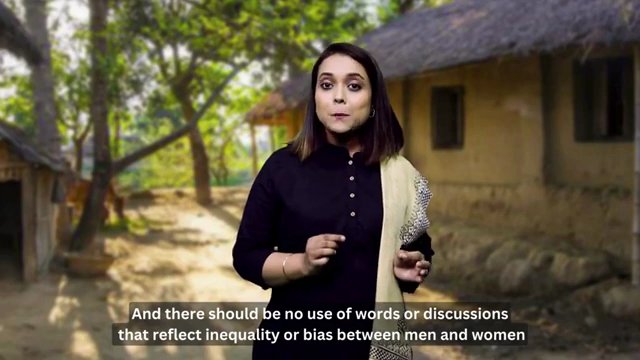 And there should be no use of words or discussions
that reflect inequality or bias between men and women